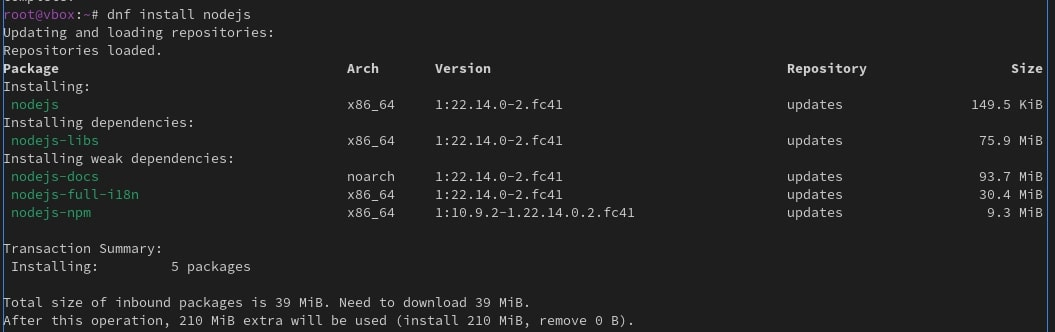 root@vbox:~# dnf install nodejs
Updating and loading repositories:
Repositories loaded.
Package Arch Version Repository Size
Installing:
nodejs x86_64 1:22.14.0-2.fc41 updates 149.5 KiB
Installing dependencies:
nodejs-libs x86_64 1:22.14.0-2.fc41 updates 75.9 MiB
Installing weak dependencies:
nodejs-docs noarch 1:22.14.0-2.fc41 updates 93.7 MiB
nodejs-full-i18n x86_64 1:22.14.0-2.fc41 updates 30.4 MiB
nodejs-npm x86_64 1:10.9.2-1.22.14.0.2.fc41 updates 9.3 MiB
Transaction Summary:
Installing: 5 packages
Total size of inbound packages is 39 MiB. Need to download 39 MiB.
After this operation, 210 MiB extra will be used (install 210 MiB, remove 0 B).